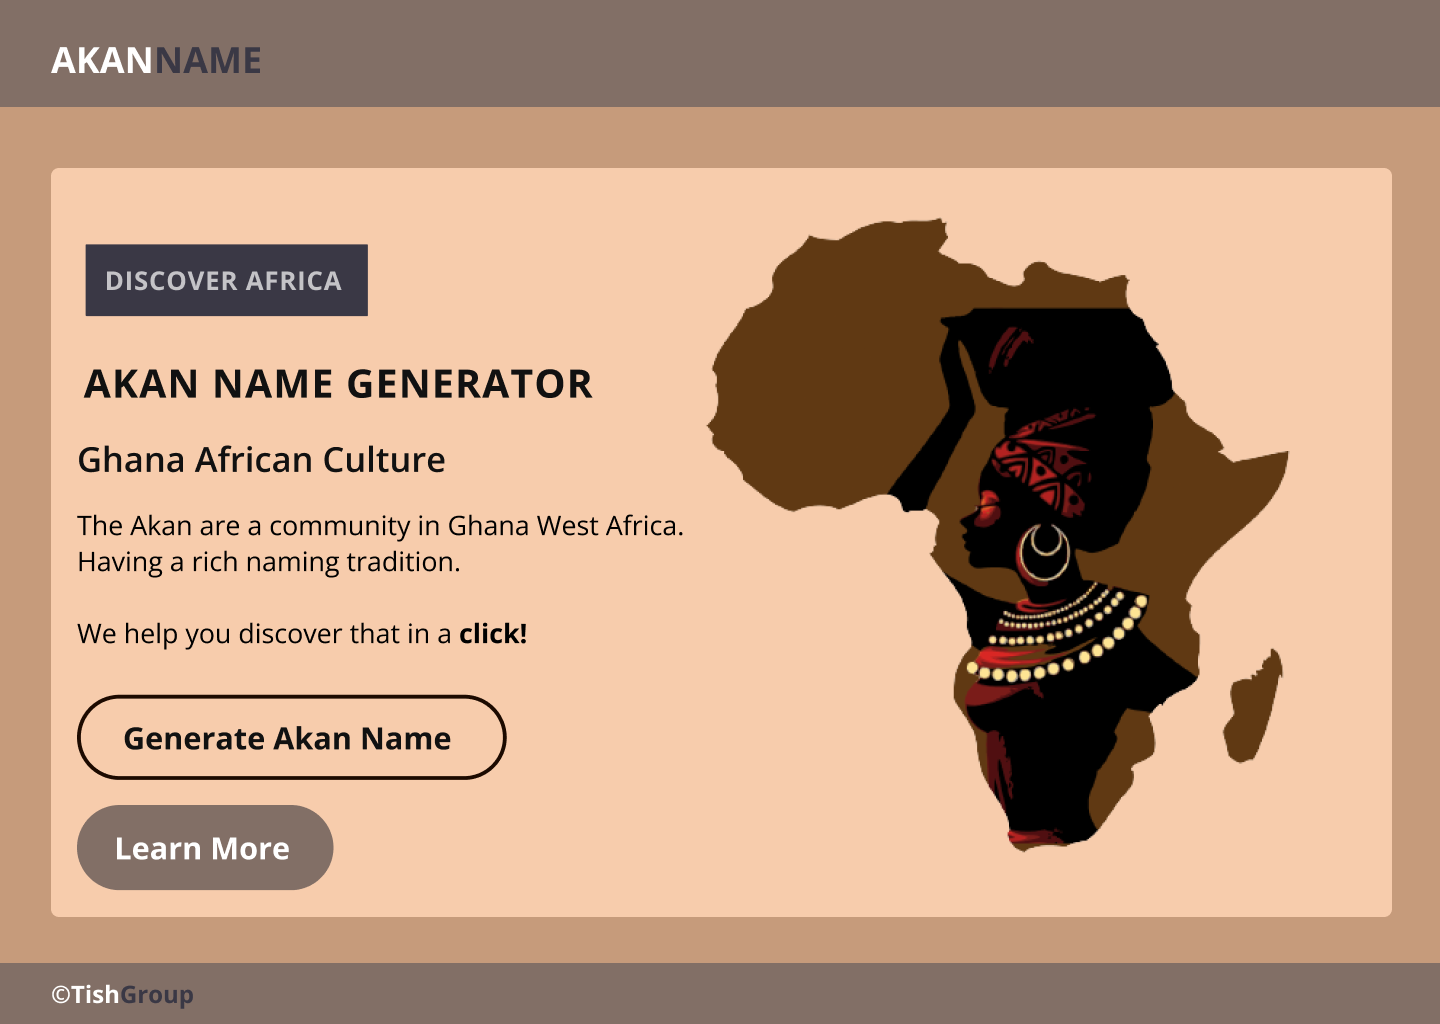 AKANNAME
DISCOVER AFRICA
AKAN NAME GENERATOR
Ghana African Culture
The Akan are a community in Ghana West Africa.
Having a rich naming tradition.
We help you discover that in a click!
Generate Akan Name
Learn More
©TishGroup